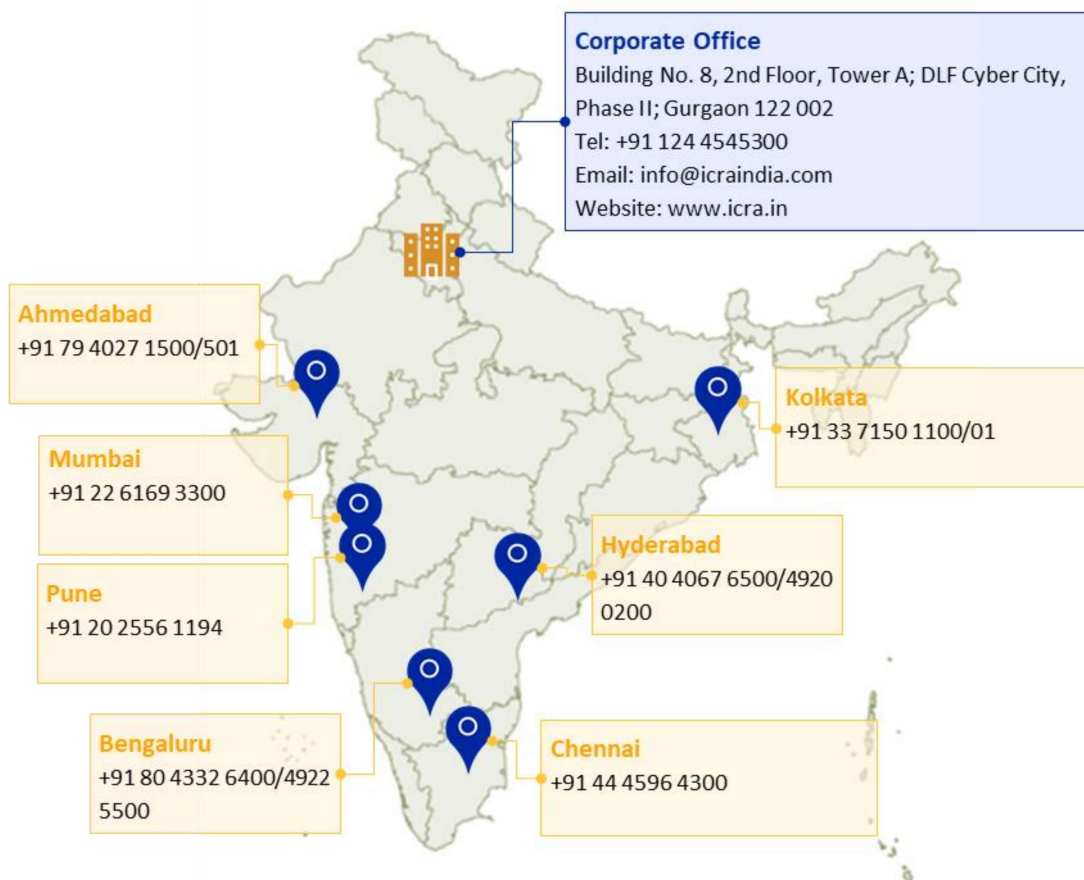 Corporate Office
Building No. 8, 2nd Floor, Tower A; DLF Cyber City,
Phase II; Gurgaon 122 002
Tel: +91 124 4545300
Email: info@icraindia.com
Website: www.icra.in
Ahmedabad
+91 79 4027 1500/501
Kolkata
+91 33 7150 1100/01
Mumbai
+91 22 6169 3300
Hyderabad
+91 40 4067 6500/4920
0200
Pune
+91 20 2556 1194
Bengaluru
+91 80 4332 6400/4922
5500
Chennai
+91 44 4596 4300